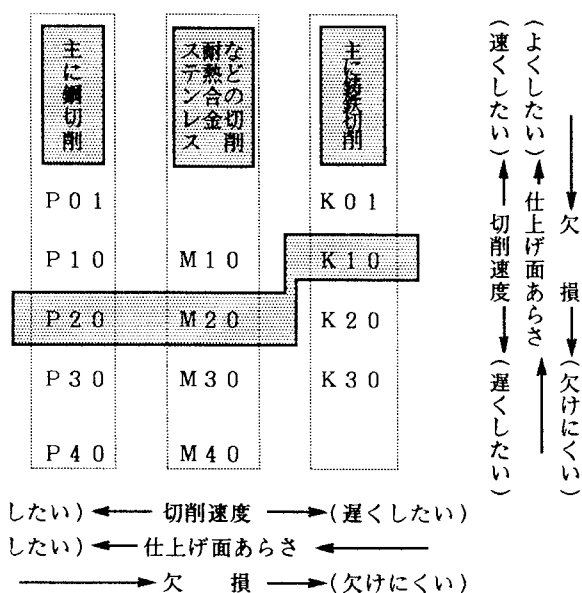 主に鋼切削
ステンレス
耐熱合金
などの切削
主に鋳鉄切削
P01
K01
P10
M10
K10
P20
M20
K20
P30
M30
K30
P40
M40
(速くしたい)←切削速度→(遅くしたい)
(よくしたい)←仕上げ面あらさ←
→欠 損→(欠けにくい)
したい)←切削速度→(遅くしたい)
したい)←仕上げ面あらさ←
→欠 損→(欠けにくい)